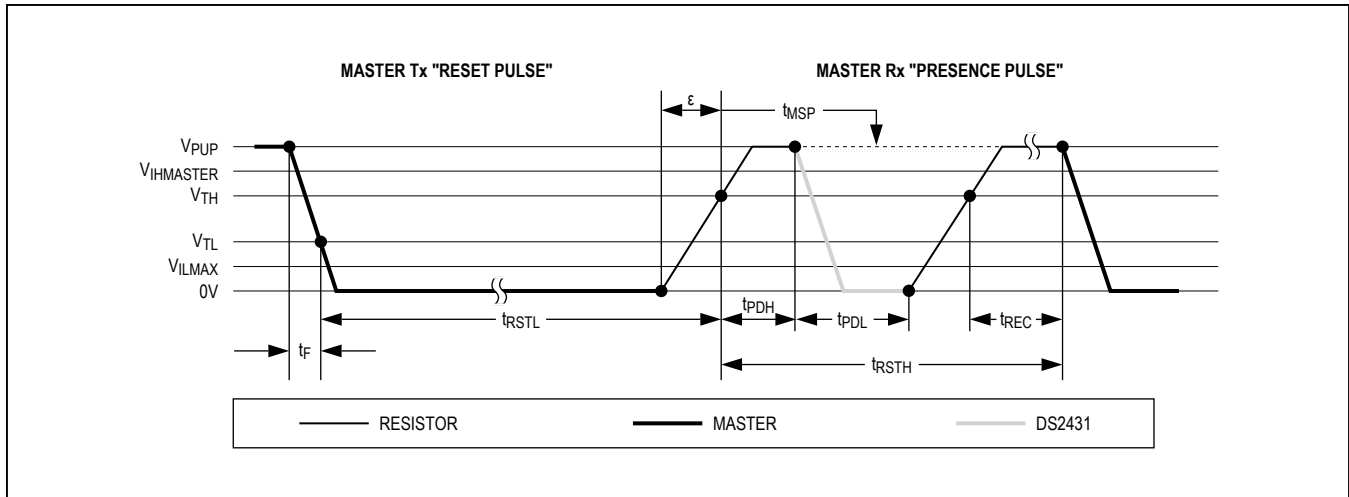 MASTER Tx "RESET PULSE" MASTER Rx "PRESENCE PULSE"
ε tMSP
VPUP
VIHMASTER
VTH
VTL
VILMAX
0V
tRSTL tPDH tPDL tREC
tF tRSTH
RESISTOR MASTER DS2431